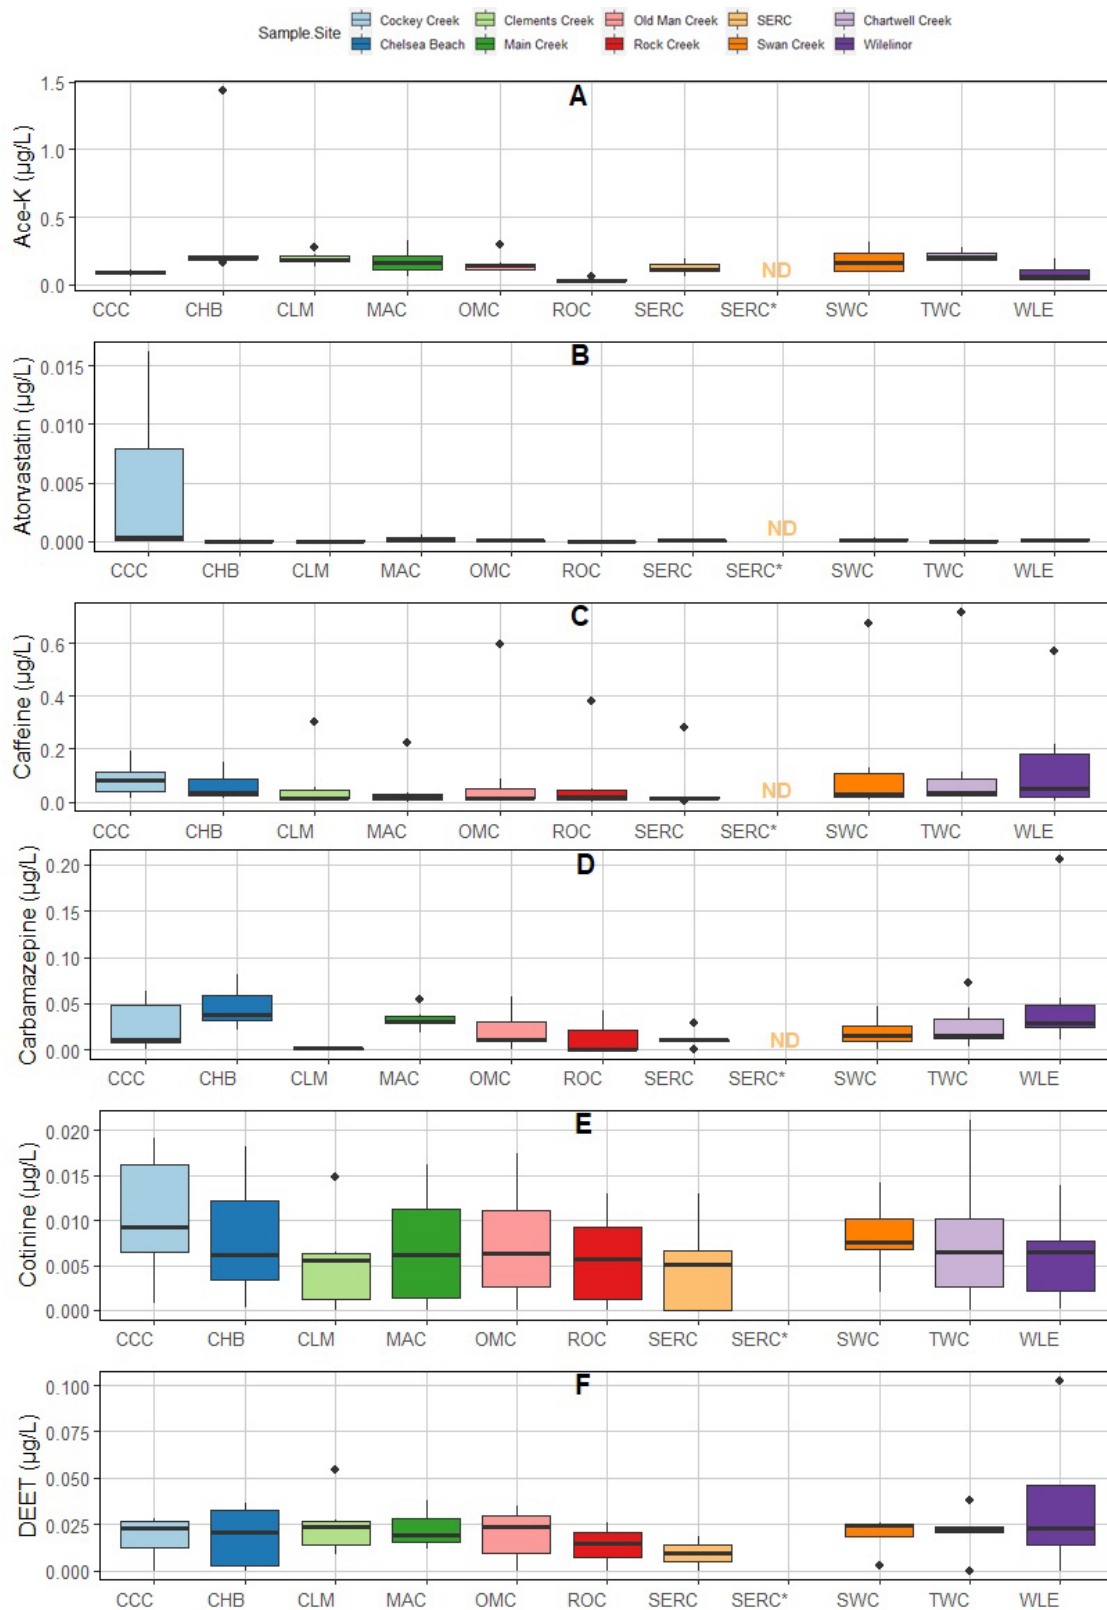 Sample.Site
Cockey Creek Clements Creek Old Man Creek SERC Chartwell Creek
Chelsea Beach Main Creek Rock Creek Swan Creek Wilelinor
A
Ace-K (µg/L)
1.5
1.0
0.5
0.0
ND
CCC CHB CLM MAC OMC ROC SERC SERC* SWC TWC WLE
B
Atorvastatin (µg/L)
0.015
0.010
0.005
0.000
ND
CCC CHB CLM MAC OMC ROC SERC SERC* SWC TWC WLE
C
Caffeine (µg/L)
0.6
0.4
0.2
0.0
ND
CCC CHB CLM MAC OMC ROC SERC SERC* SWC TWC WLE
D
Carbamazepine (µg/L)
0.20
0.15
0.10
0.05
0.00
ND
CCC CHB CLM MAC OMC ROC SERC SERC* SWC TWC WLE
E
Cotinine (µg/L)
0.020
0.015
0.010
0.005
0.000
CCC CHB CLM MAC OMC ROC SERC SERC* SWC TWC WLE
F
DEET (µg/L)
0.100
0.075
0.050
0.025
0.000
CCC CHB CLM MAC OMC ROC SERC SERC* SWC TWC WLE